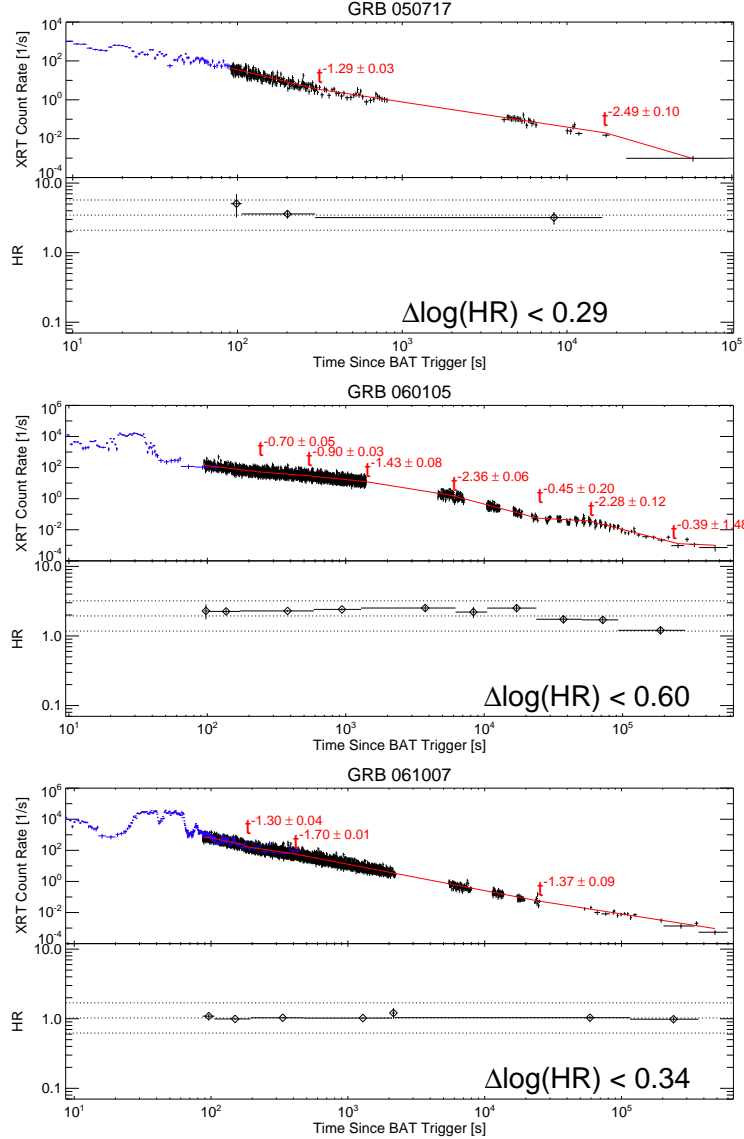 GRB 050717
XRT Count Rate [1/s]
10^4
10^2
10^0
10^-2
10^-4
t^-1.29 ± 0.03
t^-2.49 ± 0.10
HR
10.0
1.0
0.1
Δlog(HR) < 0.29
10^1 10^2 10^3 10^4 10^5
Time Since BAT Trigger [s]
GRB 060105
XRT Count Rate [1/s]
10^6
10^4
10^2
10^0
10^-2
10^-4
t^-0.70 ± 0.05
t^-0.90 ± 0.03
t^-1.43 ± 0.08
t^-2.36 ± 0.06
t^-0.45 ± 0.20
t^-2.28 ± 0.12
t^-0.39 ± 1.48
HR
10.0
1.0
0.1
Δlog(HR) < 0.60
10^1 10^2 10^3 10^4 10^5
Time Since BAT Trigger [s]
GRB 061007
XRT Count Rate [1/s]
10^6
10^4
10^2
10^0
10^-2
10^-4
t^-1.30 ± 0.04
t^-1.70 ± 0.01
t^-1.37 ± 0.09
HR
10.0
1.0
0.1
Δlog(HR) < 0.34
10^1 10^2 10^3 10^4 10^5
Time Since BAT Trigger [s]